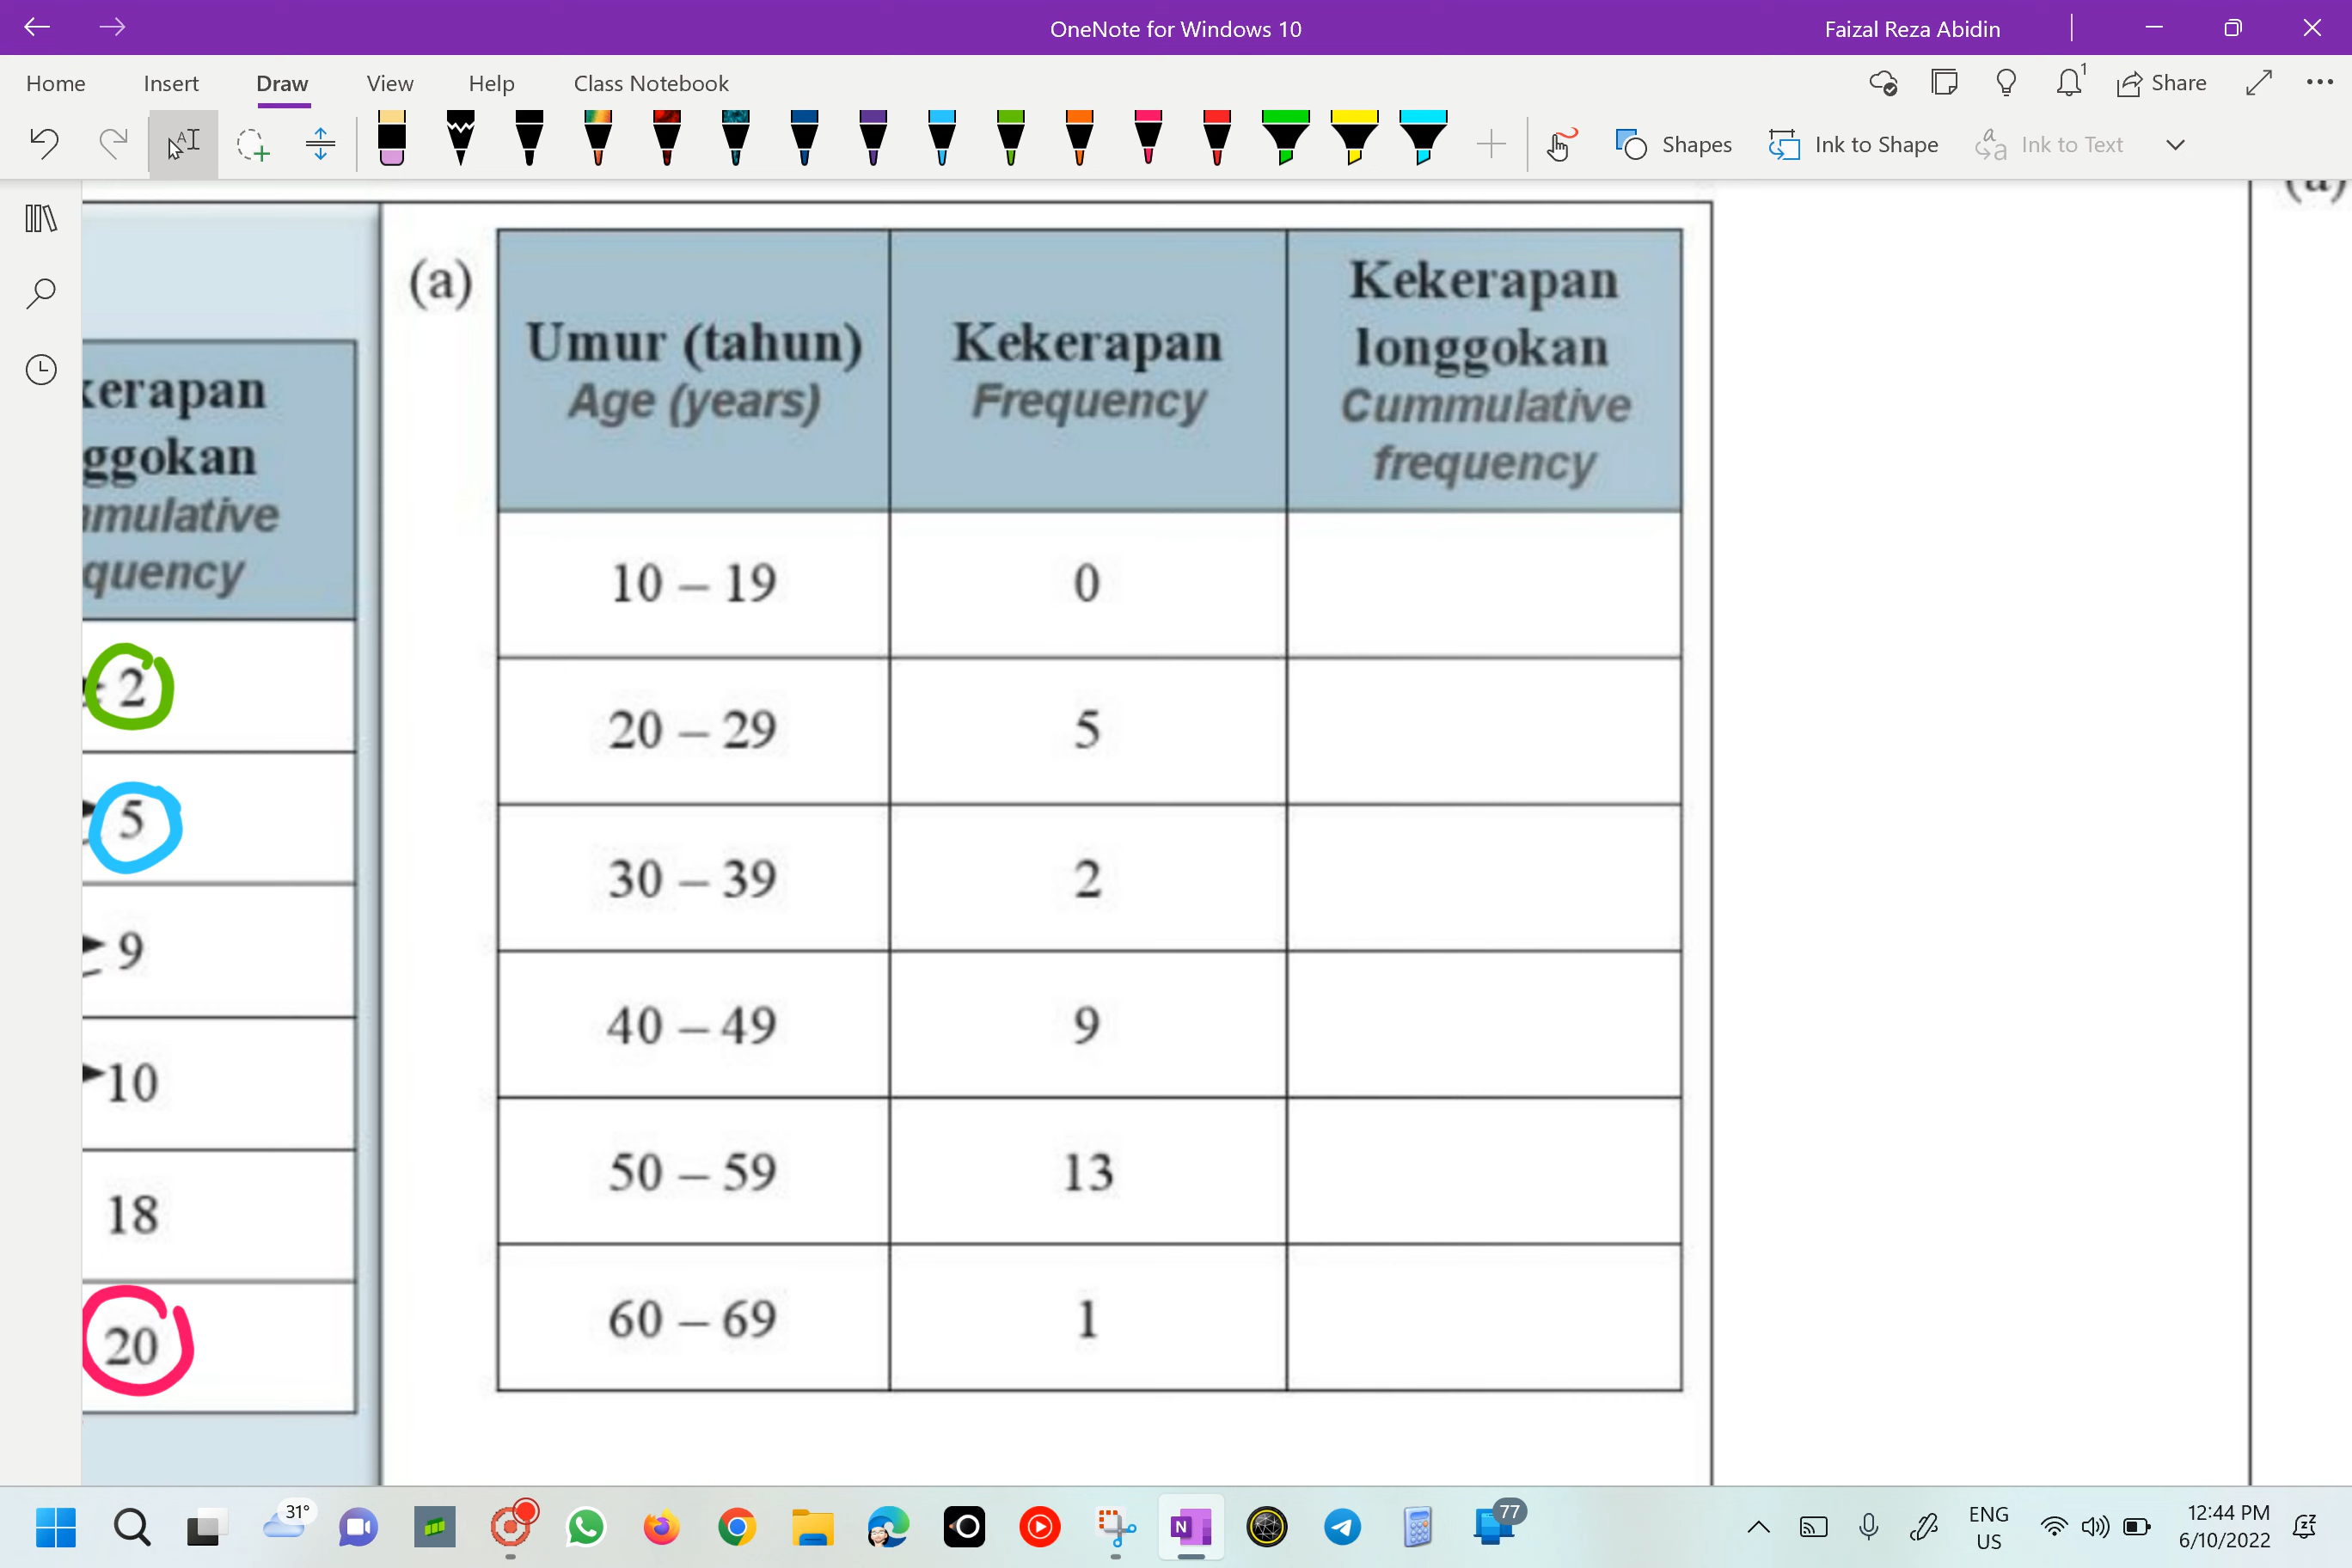 OneNote for Windows 10
Faizal Reza Abidin
Home Insert Draw View Help Class Notebook
1
Share
Shapes
Ink to Shape
Ink to Text
(a)
kerapan
ggokan
mmulative
quency
2
5
9
10
18
20
(a)
Umur (tahun)
Age (years)
Kekerapan
Frequency
Kekerapan
longgokan
Cummulative
frequency
10 – 19 0
20 – 29 5
30 – 39 2
40 – 49 9
50 – 59 13
60 – 69 1
31°
77
ENG
US
12:44 PM
6/10/2022